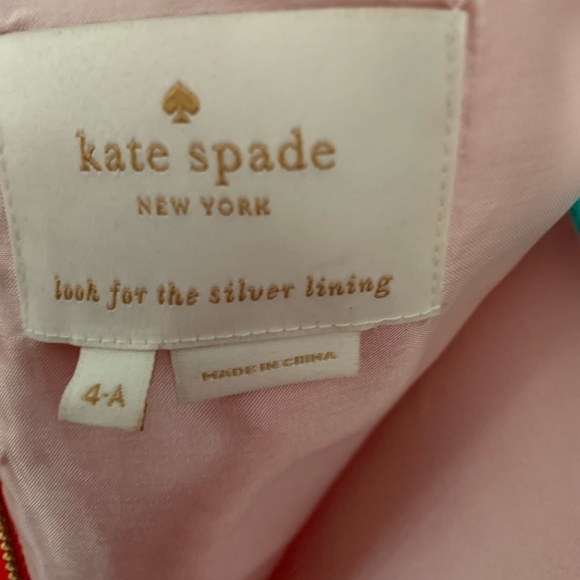 kate spade
NEW YORK
look for the silver lining
MADE IN CHINA
4-A